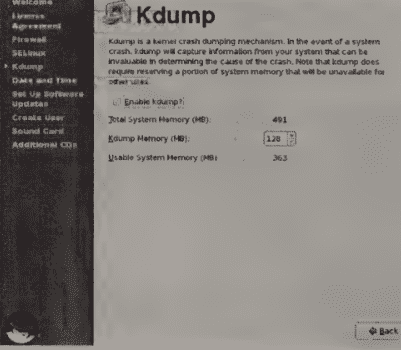 Welcome
License
Agreement
Firewall
SELinux
Kdump
Date and Time
Set Up Software
Updates
Create User
Sound Card
Additional CDs
Kdump
Kdump is a kernel crash dumping mechanism. In the event of a system
crash, kdump will capture information from your system that can be
invaluable in determining the cause of the crash. Note that kdump does
require reserving a portion of system memory that will be unavailable for
other uses.
Enable kdump?
Total System Memory (MB): 491
Kdump Memory (MB): 128
Usable System Memory (MB): 363
Back